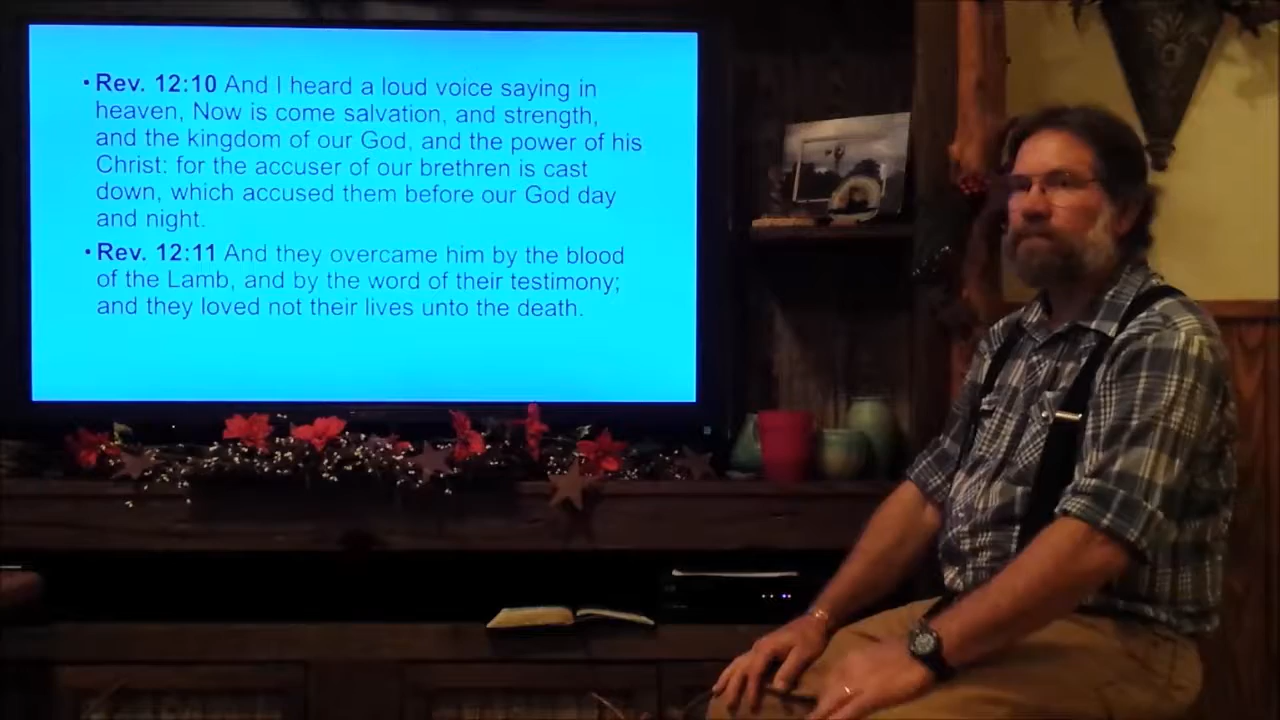 • Rev. 12:10 And I heard a loud voice saying in
heaven, Now is come salvation, and strength,
and the kingdom of our God, and the power of his
Christ: for the accuser of our brethren is cast
down, which accused them before our God day
and night.
• Rev. 12:11 And they overcame him by the blood
of the Lamb, and by the word of their testimony;
and they loved not their lives unto the death.